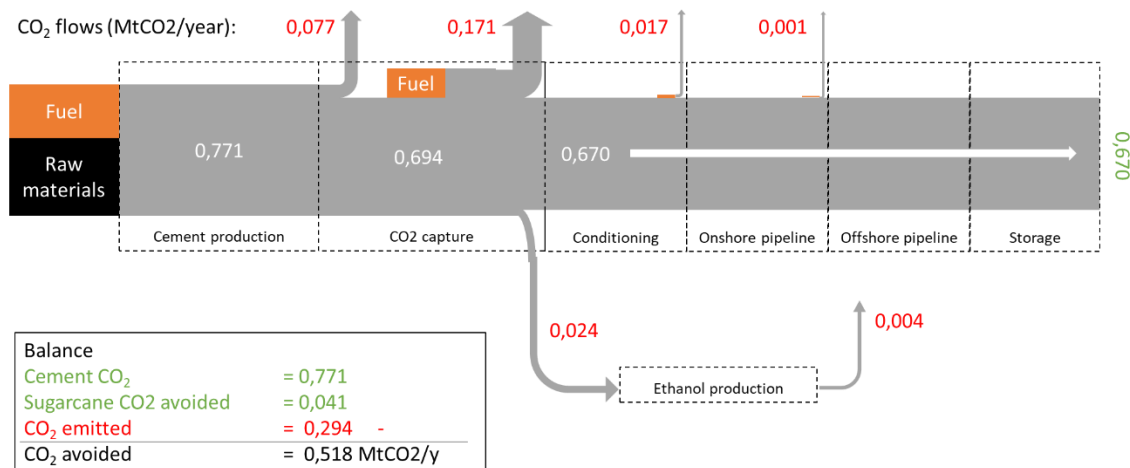 CO₂ flows (MtCO2/year):
0,077
0,171
0,017
0,001
Fuel
Fuel
Raw
materials
0,771
0,694
0,670
0,670
Cement production
CO2 capture
Conditioning
Onshore pipeline
Offshore pipeline
Storage
0,024
0,004
Ethanol production
Balance
Cement CO₂ = 0,771
Sugarcane CO2 avoided = 0,041
CO₂ emitted = 0,294 -
CO₂ avoided = 0,518 MtCO2/y